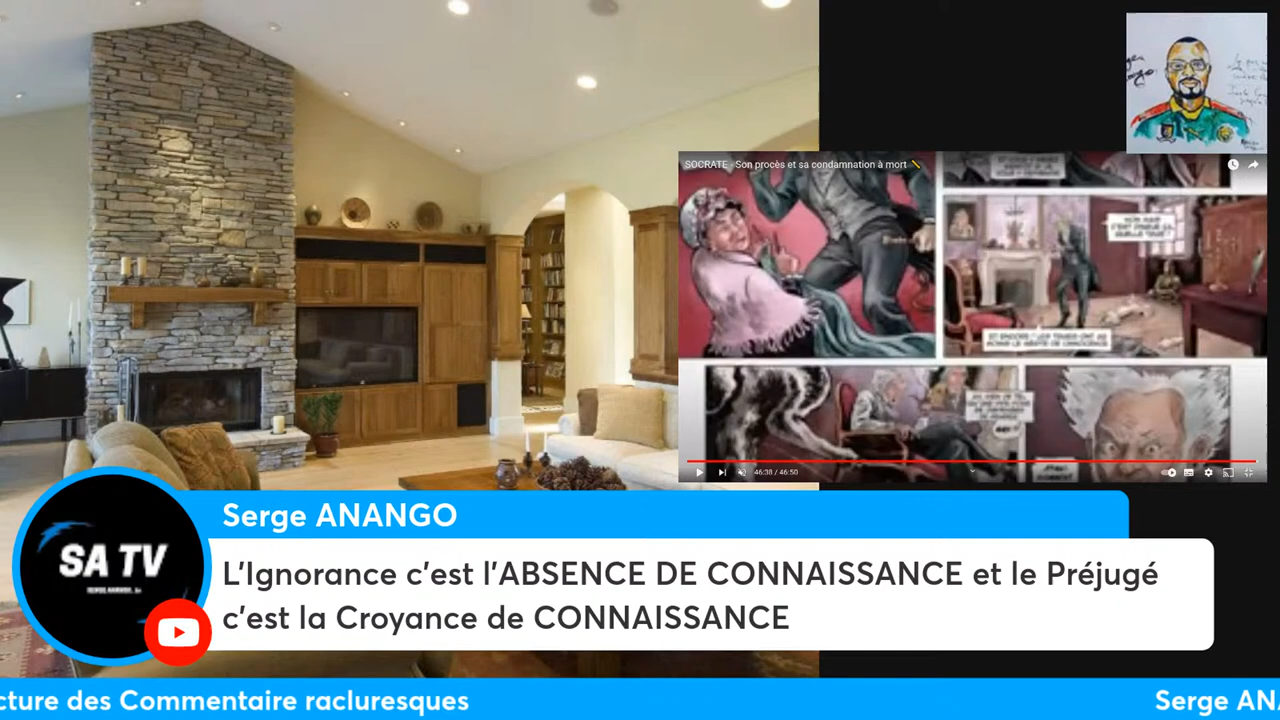 SOCRATE - Son procès et sa condamnation à mort
46:38 / 46:50
Serge ANANGO
L'Ignorance c'est l'ABSENCE DE CONNAISSANCE et le Préjugé
c'est la Croyance de CONNAISSANCE
SA TV
cture des Commentaire racluresques
Serge AN